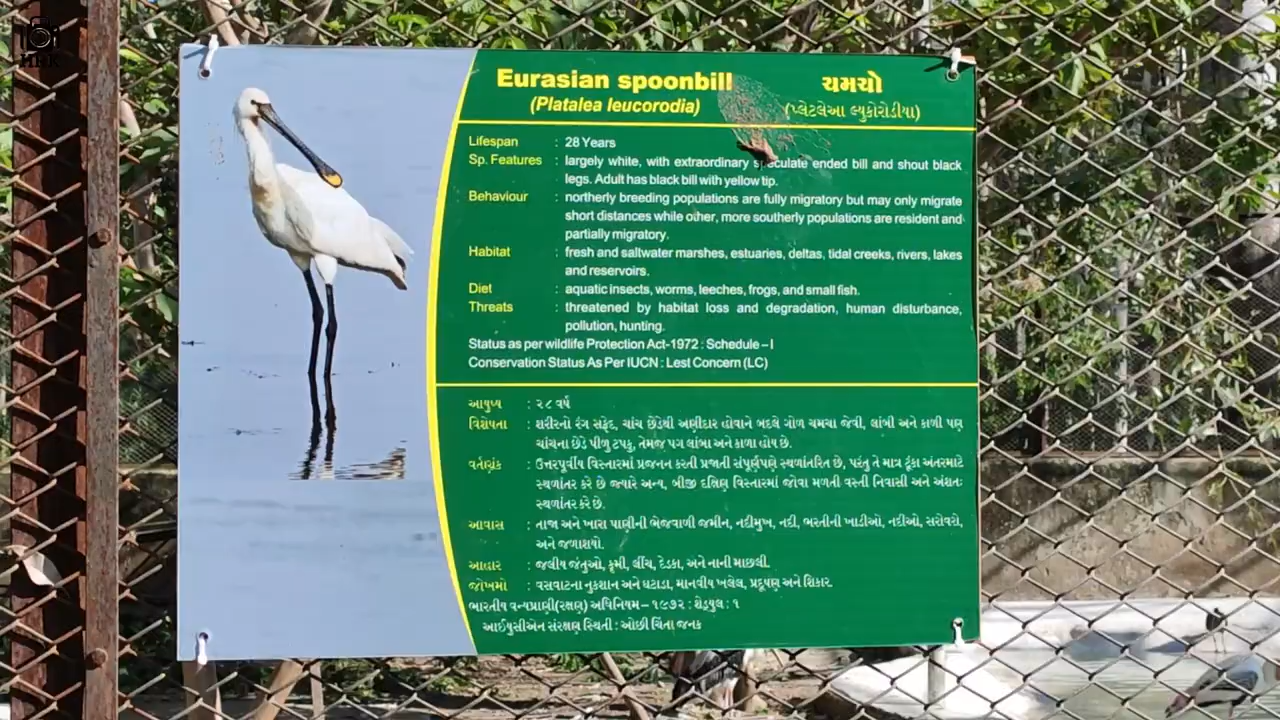 HRK
Eurasian spoonbill
(Platalea leucorodia)
ચમચો
(પ્લેટલેઆ લ્યુકોરોડીયા)
Lifespan : 28 Years
Sp. Features : largely white, with extraordinary speculate ended bill and shout black
legs. Adult has black bill with yellow tip.
Behaviour : northerly breeding populations are fully migratory but may only migrate
short distances while other, more southerly populations are resident and
partially migratory.
Habitat : fresh and saltwater marshes, estuaries, deltas, tidal creeks, rivers, lakes
and reservoirs.
Diet : aquatic insects, worms, leeches, frogs, and small fish.
Threats : threatened by habitat loss and degradation, human disturbance,
pollution, hunting.
Status as per wildlife Protection Act-1972 : Schedule – I
Conservation Status As Per IUCN : Lest Concern (LC)
આયુષ્ય : ૨૮ વર્ષ
વિશેષતા : શરીરનો રંગ સફેદ, ચાંચ છેડેથી અણીદાર હોવાને બદલે ગોળ ચમચા જેવી, લાંબી અને કાળી પણ
ચાંચના છેડે પીળુ ટપકુ, તેમજ પગ લાંબા અને કાળા હોય છે.
વર્તણૂંક : ઉત્તરપૂર્વીય વિસ્તારમાં પ્રજનન કરતી પ્રજાતી સંપૂર્ણપણે સ્થળાંતરિત છે, પરંતુ તે માત્ર ટૂંકા અંતરમાટે
સ્થળાંતર કરે છે જ્યારે અન્ય, બીજી દક્ષિણ વિસ્તારમાં જોવા મળતી વસ્તી નિવાસી અને અંશતઃ
સ્થળાંતર કરે છે.
આવાસ : તાજા અને ખારા પાણીની ભેજવાળી જમીન, નદીમુખ, નદી, ભરતીની ખાડીઓ, નદીઓ, સરોવરો,
અને જળાશયો.
આહાર : જલીય જંતુઓ, કૃમી, લીંચ, દેડકા, અને નાની માછલી.
જોખમો : વસવાટના નુકશાન અને ઘટાડા, માનવીય ખલેલ, પ્રદૂષણ અને શિકાર.
ભારતીય વન્યપ્રાણી(રક્ષણ) અધિનિયમ – ૧૯૭૨ : શેડ્યુલ : ૧
આઈયુસીએન સંરક્ષણ સ્થિતી : ઓછી ચિંતા જનક